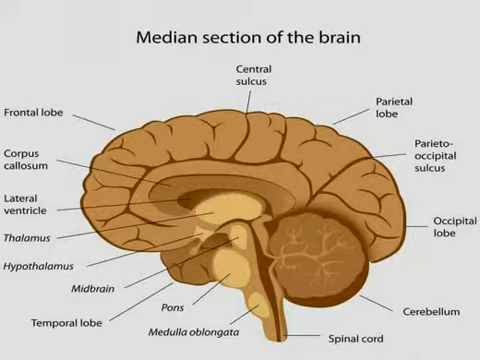 Median section of the brain
Central
sulcus
Frontal lobe
Parietal
lobe
Corpus
callosum
Parieto-
occipital
sulcus
Lateral
ventricle
Occipital
lobe
Thalamus
Hypothalamus
Midbrain
Pons
Cerebellum
Temporal lobe
Medulla oblongata
Spinal cord